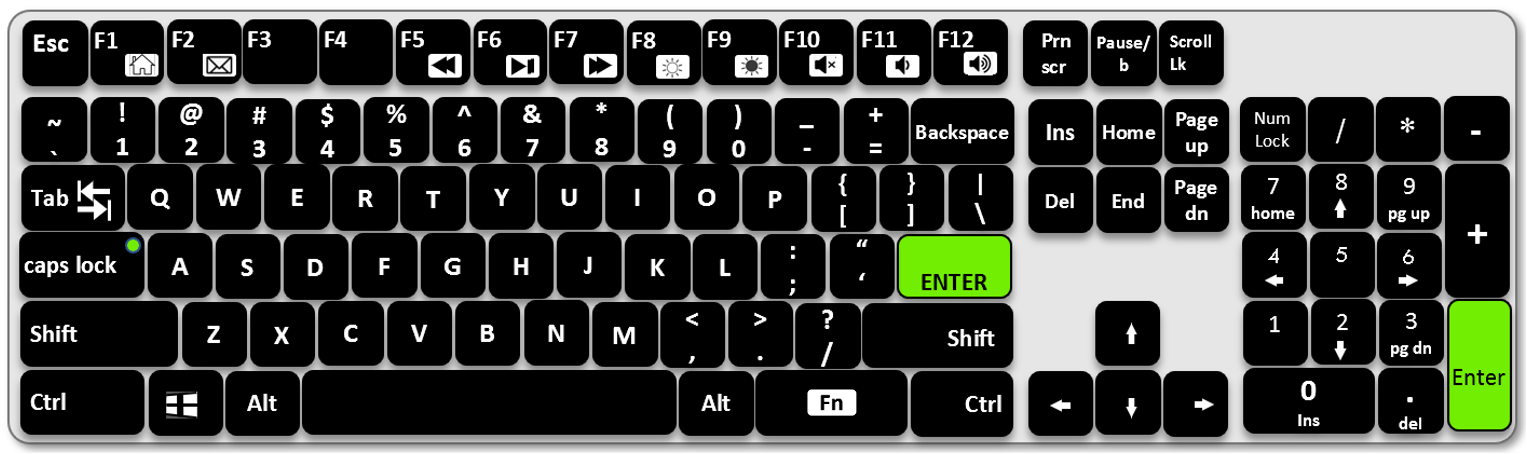 Esc F1 F2 F3 F4 F5 F6 F7 F8 F9 F10 F11 F12 Prn scr Pause/ b Scroll Lk
~ ` ! 1 @ 2 # 3 $ 4 % 5 ^ 6 & 7 * 8 ( 9 ) 0 _ - + = Backspace Ins Home Page up Num Lock / * -
Tab Q W E R T Y U I O P { [ } ] | \ Del End Page dn 7 home 8 9 pg up +
caps lock A S D F G H J K L : ; “ ‘ ENTER 4 5 6
Shift Z X C V B N M < , > . ? / Shift 1 2 3 pg dn Enter
Ctrl Alt Alt Fn Ctrl 0 Ins . del